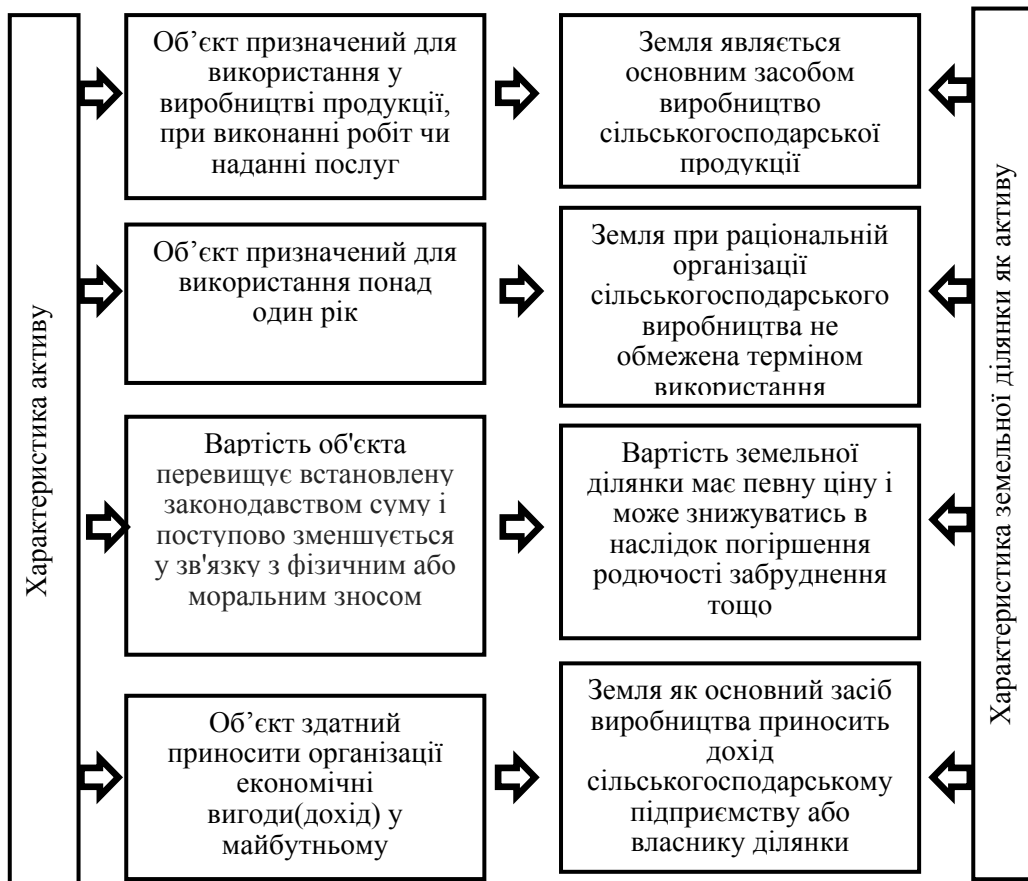 Характеристика активу
Об’єкт призначений для
використання у
виробництві продукції,
при виконанні робіт чи
наданні послуг
Земля являється
основним засобом
виробництво
сільськогосподарської
продукції
Об’єкт призначений для
використання понад
один рік
Земля при раціональній
організації
сільськогосподарського
виробництва не
обмежена терміном
використання
Вартість об'єкта
перевищує встановлену
законодавством суму і
поступово зменшується
у зв'язку з фізичним або
моральним зносом
Вартість земельної
ділянки має певну ціну і
може знижуватись в
наслідок погіршення
родючості забруднення
тощо
Об’єкт здатний
приносити організації
економічні
вигоди(дохід) у
майбутньому
Земля як основний засіб
виробництва приносить
дохід
сільськогосподарському
підприємству або
власнику ділянки
Характеристика земельної ділянки як активу